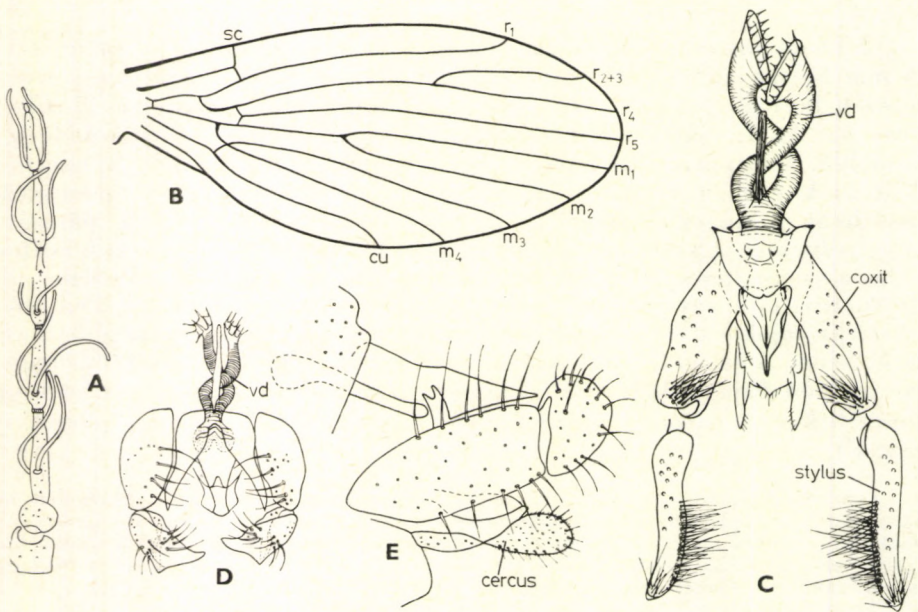 sc
r1
r2+3
r4
r5
m1
m2
m3
m4
cu
B
A
vd
D
E
cercus
vd
coxit
stylus
C